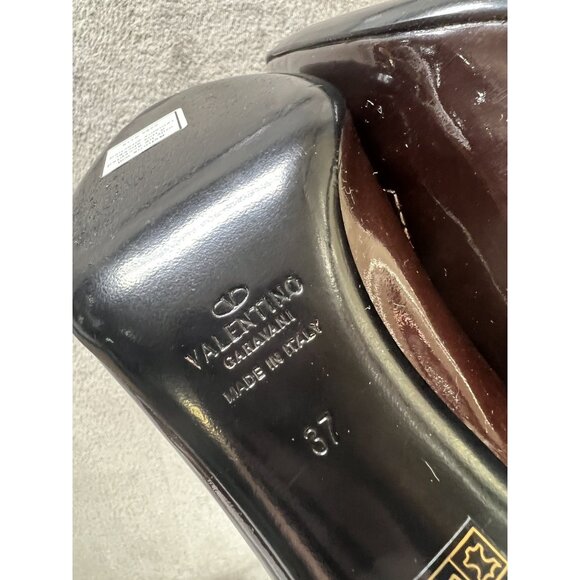 VALENTINO
GARAVANI
MADE IN ITALY
37